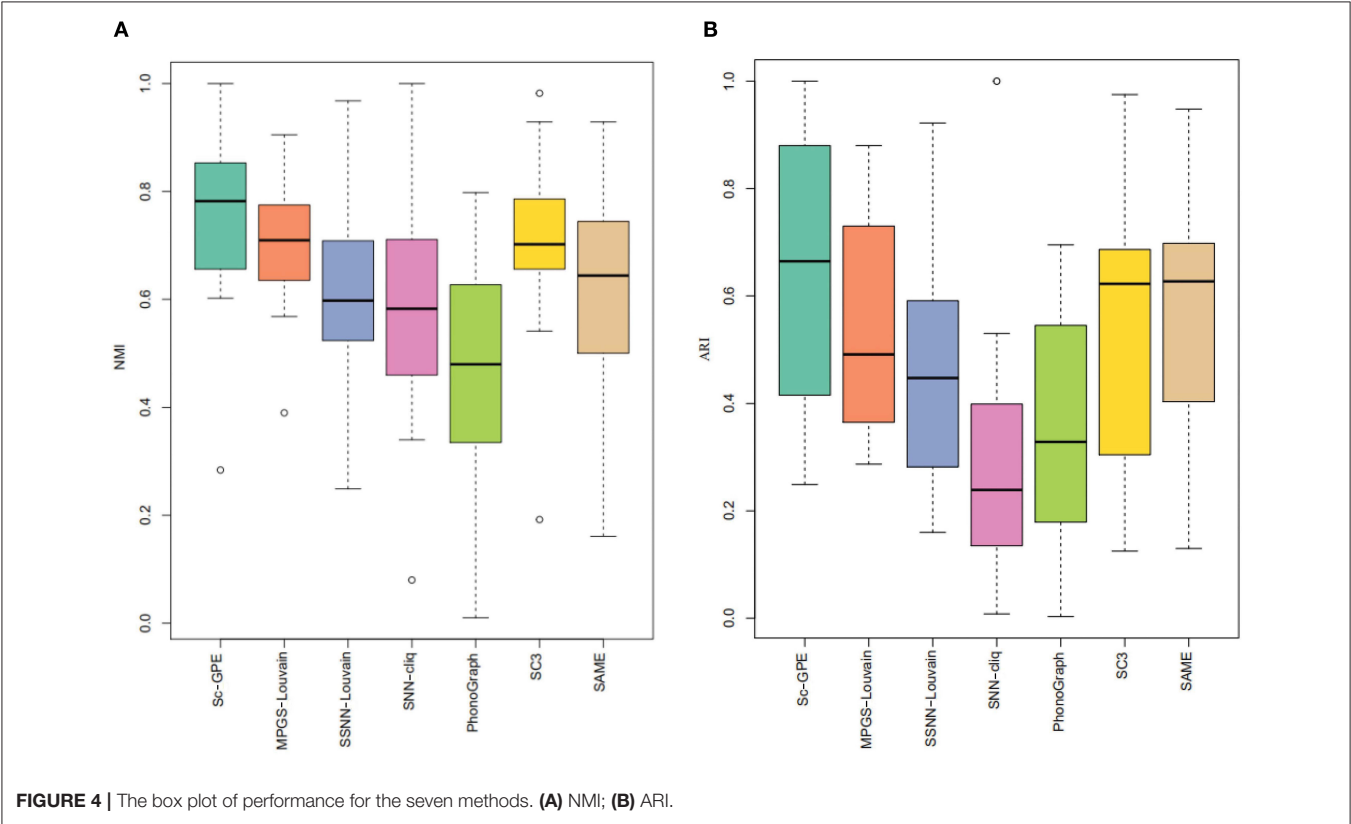 A
B
NMI
1.0
0.8
0.6
0.4
0.2
0.0
Sc-GPE
MPGS-Louvain
SSNN-Louvain
SNN-cliq
PhonoGraph
SC3
SAME
ARI
1.0
0.8
0.6
0.4
0.2
0.0
Sc-GPE
MPGS-Louvain
SSNN-Louvain
SNN-cliq
PhonoGraph
SC3
SAME
FIGURE 4 | The box plot of performance for the seven methods. (A) NMI; (B) ARI.